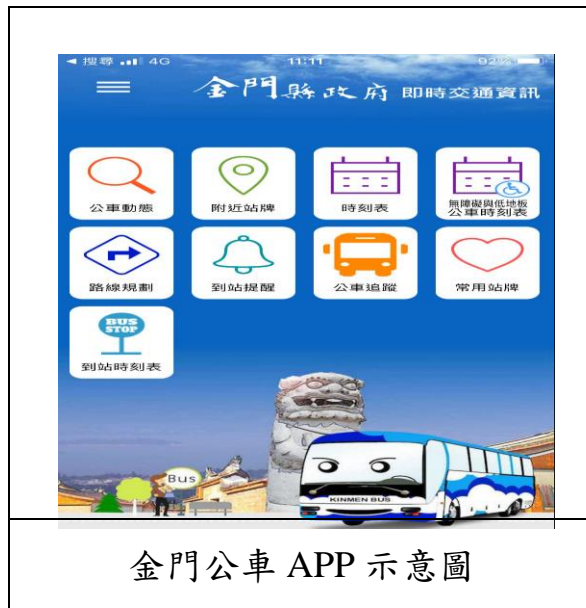 搜尋 4G 11:11 92%
金門縣政府 即時交通資訊
公車動態 附近站牌 時刻表 無障礙與低地板
公車時刻表
路線規劃 到站提醒 公車追蹤 常用站牌
BUS
STOP
到站時刻表
Bus
KINMEN BUS
金門公車 APP 示意圖